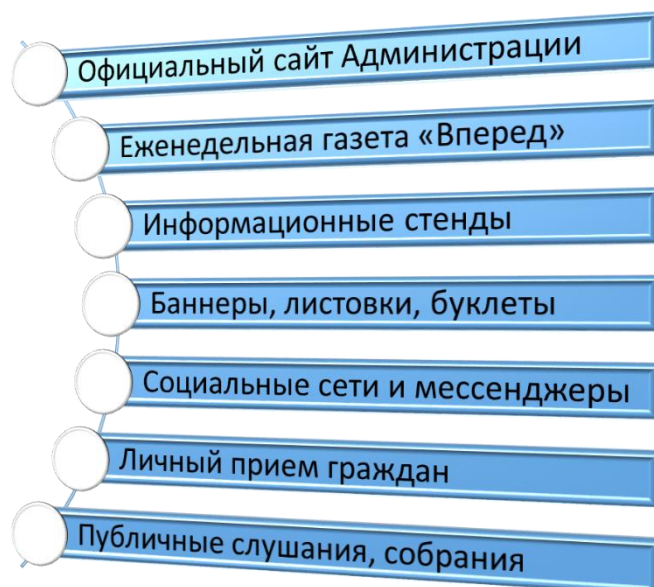 Официальный сайт Администрации
Еженедельная газета «Вперед»
Информационные стенды
Баннеры, листовки, буклеты
Социальные сети и мессенджеры
Личный прием граждан
Публичные слушания, собрания